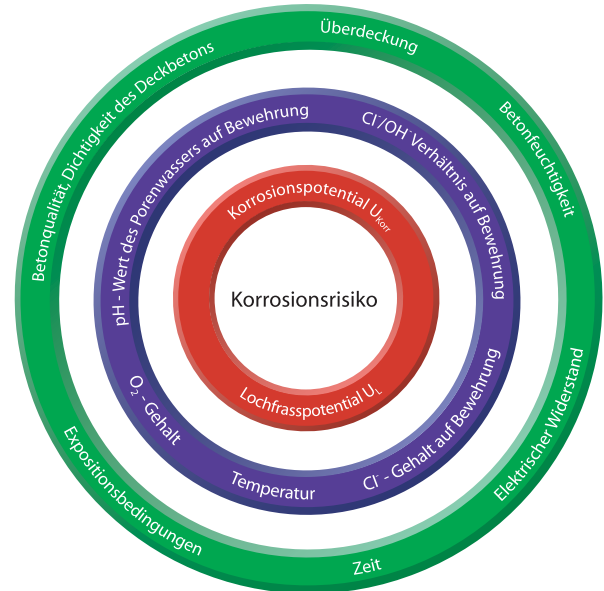 Überdeckung
Betonfeuchtigkeit
Elektrischer Widerstand
Zeit
Expositionsbedingungen
Betonqualität, Dichtigkeit des Deckbetons
pH - Wert des Porenwassers auf Bewehrung
Cl⁻/OH⁻ Verhältnis auf Bewehrung
Cl⁻ - Gehalt auf Bewehrung
Temperatur
O₂ - Gehalt
Korrosionspotential U_Korr
Korrosionsrisiko
Lochfrasspotential U_L